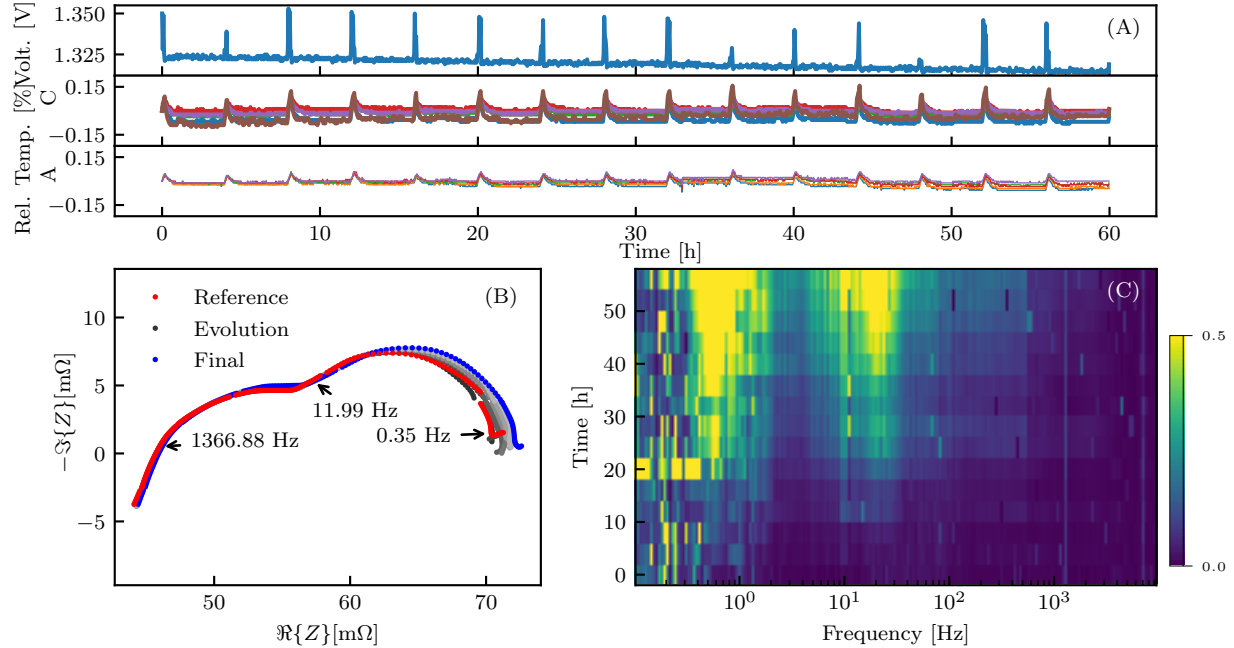 1.350
1.325
Volt. [V]
(A)
0.15
−0.15
C
0.15
−0.15
A
Rel. Temp. [%]
0
10
20
30
40
50
60
Time [h]
10
5
0
−5
−ℑ{Z}[mΩ]
Reference
Evolution
Final
(B)
11.99 Hz
0.35 Hz
1366.88 Hz
50
60
70
ℜ{Z}[mΩ]
(C)
50
40
30
20
10
0
Time [h]
10⁰
10¹
10²
10³
Frequency [Hz]
0.5
0.0